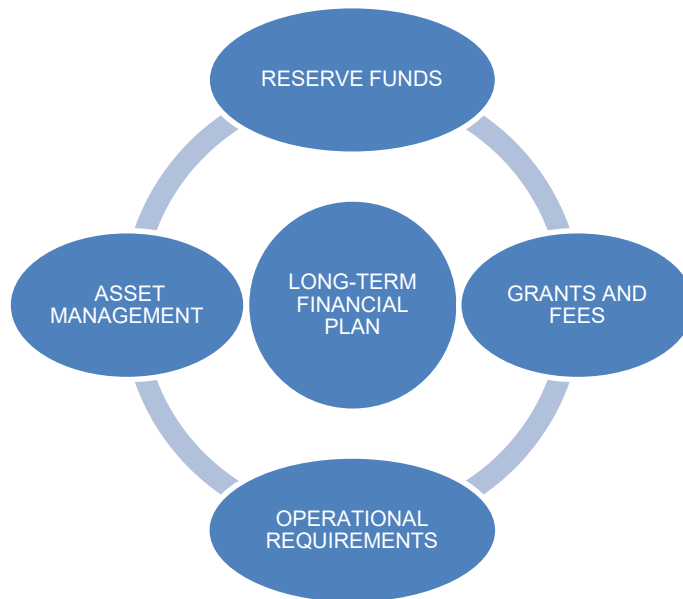 RESERVE FUNDS
ASSET
MANAGEMENT
LONG-TERM
FINANCIAL
PLAN
GRANTS AND
FEES
OPERATIONAL
REQUIREMENTS